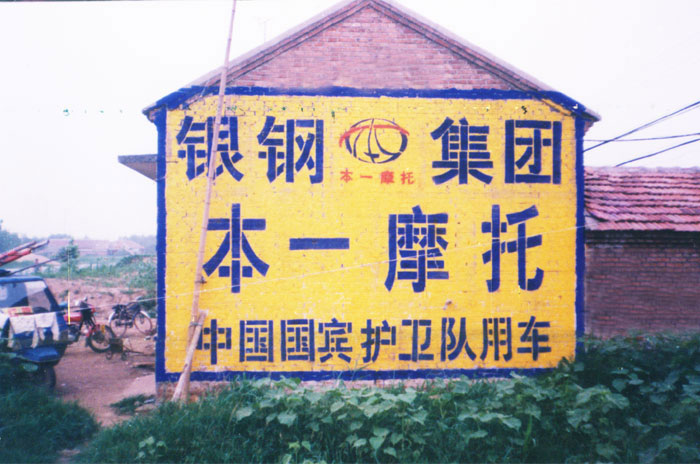 银钢 集团
本一摩托
本一摩托
中国国宾护卫队用车